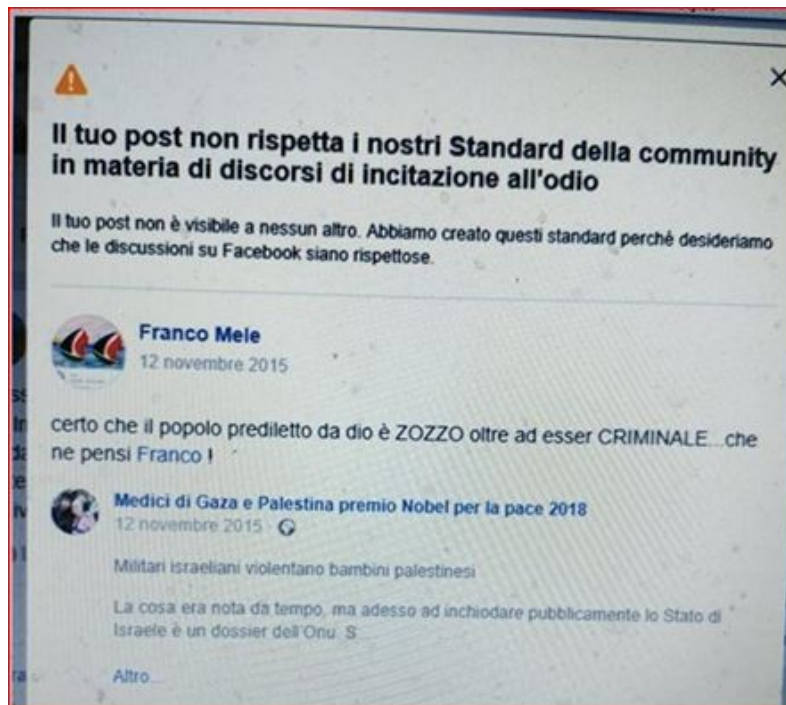 Il tuo post non rispetta i nostri Standard della community
in materia di discorsi di incitazione all'odio
Il tuo post non è visibile a nessun altro. Abbiamo creato questi standard perché desideriamo
che le discussioni su Facebook siano rispettose.
Franco Mele
12 novembre 2015
certo che il popolo prediletto da dio è ZOZZO oltre ad esser CRIMINALE...che
ne pensi Franco !
Medici di Gaza e Palestina premio Nobel per la pace 2018
12 novembre 2015 ·
Militari israeliani violentano bambini palestinesi
La cosa era nota da tempo, ma adesso ad inchiodare pubblicamente lo Stato di
Israele è un dossier dell'Onu. S...
Altro...